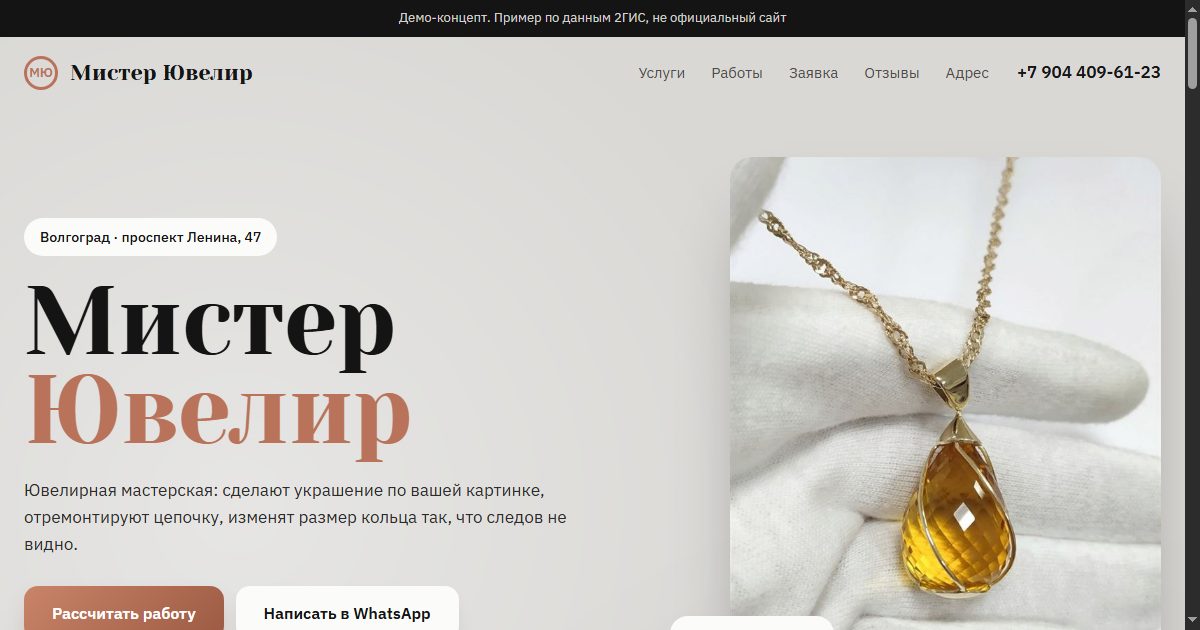 Демо-концепт. Пример по данным 2ГИС, не официальный сайт
МЮ Мистер Ювелир
Услуги Работы Заявка Отзывы Адрес +7 904 409-61-23
Волгоград · проспект Ленина, 47
Мистер
Ювелир
Ювелирная мастерская: сделают украшение по вашей картинке,
отремонтируют цепочку, изменят размер кольца так, что следов не
видно.
Рассчитать работу
Написать в WhatsApp